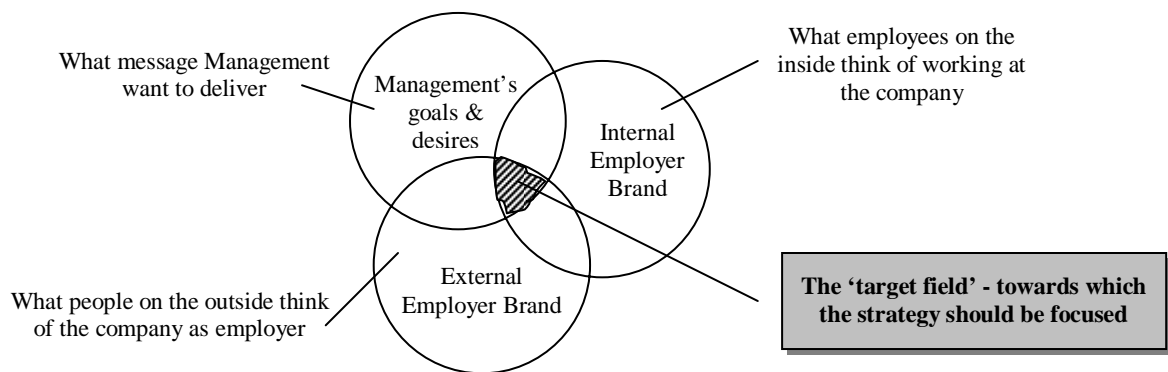 What message Management
want to deliver
Management’s
goals &
desires
What employees on the
inside think of working at
the company
Internal
Employer
Brand
External
Employer Brand
What people on the outside think
of the company as employer
The ‘target field’ - towards which
the strategy should be focused